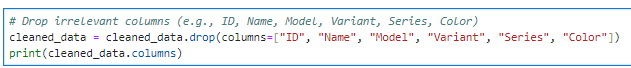 # Drop irrelevant columns (e.g., ID, Name, Model, Variant, Series, Color)
cleaned_data = cleaned_data.drop(columns=["ID", "Name", "Model", "Variant", "Series", "Color"])
print(cleaned_data.columns)